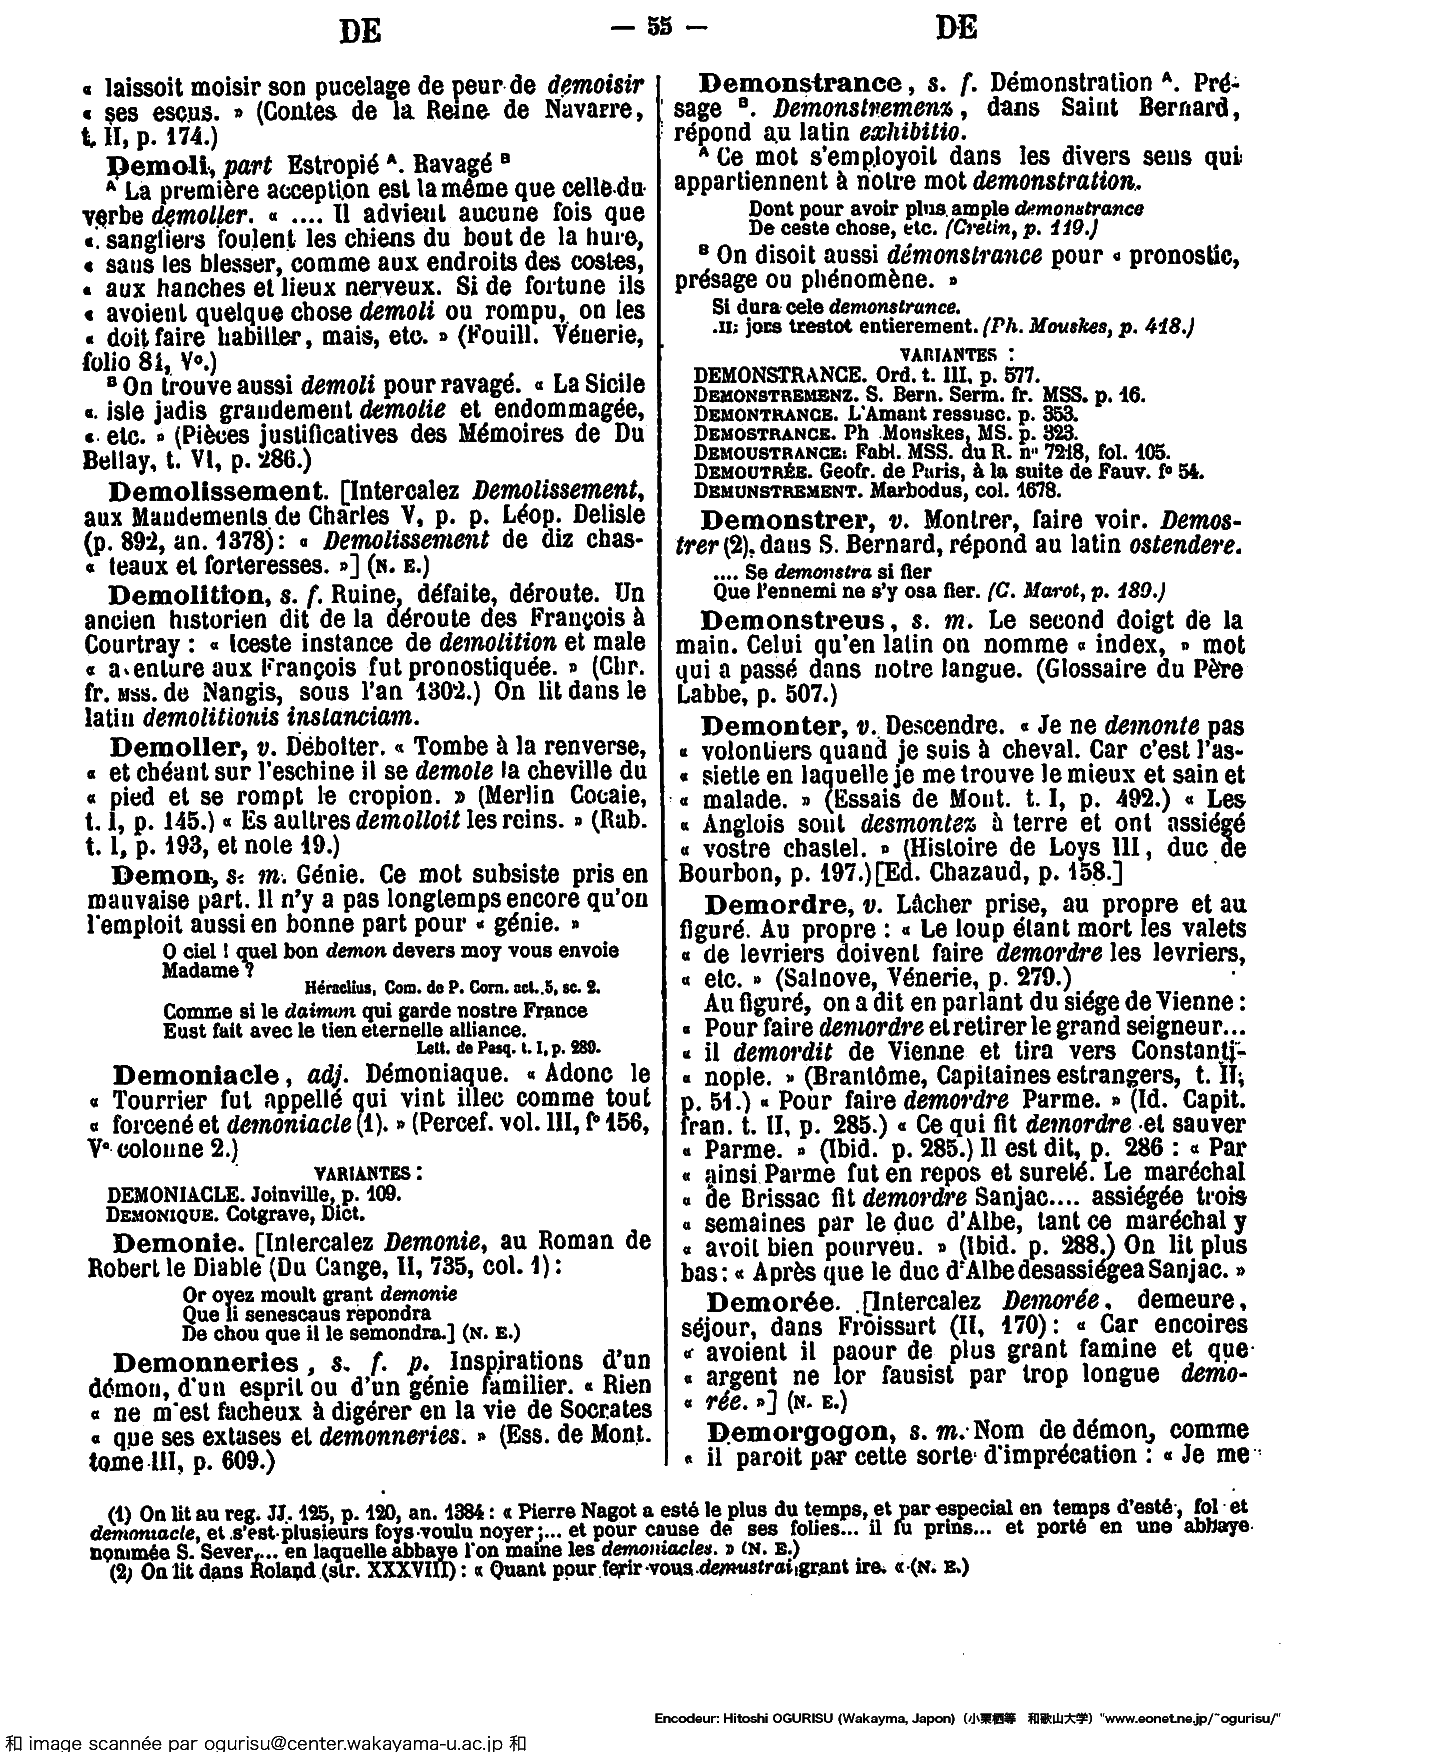 DE — 55 — DE
« laissoit moisir son pucelage de peur de demoisir
« ses escus. » (Contes de la Reine de Navarre,
t. II, p. 174.)
Demoli, part Estropié A. Ravagé B
A La première acception est la même que celle du
verbe demoller. « .... Il advient aucune fois que
« sangliers foulent les chiens du bout de la hure,
« sans les blesser, comme aux endroits des costes,
« aux hanches et lieux nerveux. Si de fortune ils
« avoient quelque chose demoli ou rompu, on les
« doit faire habiller, mais, etc. » (Fouill. Vénerie,
folio 81, Vo.)
B On trouve aussi demoli pour ravagé. « La Sicile
« isle jadis grandement demolie et endommagée,
« etc. » (Pièces justificatives des Mémoires de Du
Bellay, t. VI, p. 286.)
Demolissement. [Intercalez Demolissement,
aux Mandements de Charles V, p. p. Léop. Delisle
(p. 892, an. 1378) : « Demolissement de diz chas-
« teaux et forteresses. »] (N. E.)
Demolition, s. f. Ruine, défaite, déroute. Un
ancien historien dit de la déroute des François à
Courtray : « Iceste instance de demolition et male
« aventure aux François fut pronostiquée. » (Chr.
fr. MSS. de Nangis, sous l'an 1302.) On lit dans le
latin demolitionis instanciam.
Demoller, v. Déboiter. « Tombe à la renverse,
« et chéant sur l'eschine il se demole la cheville du
« pied et se rompt le cropion. » (Merlin Cocaie,
t. I, p. 145.) « Es aultres demolloit les reins. » (Rab.
t. I, p. 193, et note 19.)
Demon, s. m. Génie. Ce mot subsiste pris en
mauvaise part. Il n'y a pas longtemps encore qu'on
l'emploit aussi en bonne part pour « génie. »
O ciel ! quel bon demon devers moy vous envoie
Madame ?
Héraclius, Com. de P. Corn. act. 5, sc. 2.
Comme si le daimon qui garde nostre France
Eust fait avec le tien eternelle alliance.
Lett. de Pasq. t. I, p. 289.
Demoniacle, adj. Démoniaque. « Adonc le
« Tourrier fut appellé qui vint illec comme tout
« forcené et demoniacle (1). » (Percef. vol. III, fo 156,
Vo colonne 2.)
VARIANTES :
DEMONIACLE. Joinville, p. 109.
DEMONIQUE. Cotgrave, Dict.
Demonie. [Intercalez Demonie, au Roman de
Robert le Diable (Du Cange, II, 735, col. 1) :
Or oyez moult grant demonie
Que li senescaus repondra
De chou que il le semondra.] (N. E.)
Demonneries, s. f. p. Inspirations d'un
démon, d'un esprit ou d'un génie familier. « Rien
« ne m'est facheux à digérer en la vie de Socrates
« que ses extases et demonneries. » (Ess. de Mont.
tome III, p. 609.)
Demonstrance, s. f. Démonstration A. Pré-
sage B. Demonstremenz, dans Saint Bernard,
répond au latin exhibitio.
A Ce mot s'employoit dans les divers sens qui
appartiennent à notre mot demonstration.
Dont pour avoir plus ample demonstrance
De ceste chose, etc. (Cretin, p. 119.)
B On disoit aussi démonstrance pour « pronostic,
présage ou phénomène. »
Si dura cele demonstrance.
.II. jors trestot entierement. (Ph. Mouskes, p. 418.)
VARIANTES :
DEMONSTRANCE. Ord. t. III, p. 577.
DEMONSTREMENZ. S. Bern. Serm. fr. MSS. p. 16.
DEMONTRANCE. L'Amant ressusc. p. 353.
DEMOSTRANCE. Ph Mouskes, MS. p. 323.
DEMOUSTRANCE. Fabl. MSS. du R. no 7218, fol. 105.
DEMOUTRÉE. Geofr. de Paris, à la suite de Fauv. fo 54.
DEMUNSTREMENT. Marbodus, col. 1678.
Demonstrer, v. Montrer, faire voir. Demos-
trer (2), dans S. Bernard, répond au latin ostendere.
.... Se demonstra si fier
Que l'ennemi ne s'y osa fier. (C. Marot, p. 189.)
Demonstreus, s. m. Le second doigt de la
main. Celui qu'en latin on nomme « index, » mot
qui a passé dans notre langue. (Glossaire du Père
Labbe, p. 507.)
Demonter, v. Descendre. « Je ne demonte pas
« volontiers quand je suis à cheval. Car c'est l'as-
« siette en laquelle je me trouve le mieux et sain et
« malade. » (Essais de Mont. t. I, p. 492.) « Les
« Anglois sont desmontez à terre et ont assiégé
« vostre chastel. » (Histoire de Loys III, duc de
Bourbon, p. 197.) [Ed. Chazaud, p. 158.]
Demordre, v. Lâcher prise, au propre et au
figuré. Au propre : « Le loup étant mort les valets
« de levriers doivent faire demordre les levriers,
« etc. » (Salnove, Vénerie, p. 279.)
Au figuré, on a dit en parlant du siége de Vienne :
« Pour faire demordre et retirer le grand seigneur...
« il demordit de Vienne et tira vers Constanti-
« nople. » (Brantôme, Capitaines estrangers, t. II,
p. 51.) « Pour faire demordre Parme. » (Id. Capit.
fran. t. II, p. 285.) « Ce qui fit demordre et sauver
« Parme. » (Ibid. p. 285.) Il est dit, p. 286 : « Par
« ainsi Parme fut en repos et sureté. Le maréchal
« de Brissac fit demordre Sanjac.... assiégée trois
« semaines par le duc d'Albe, tant ce maréchal y
« avoit bien pourveu. » (Ibid. p. 288.) On lit plus
bas : « Après que le duc d'Albe desassiégea Sanjac. »
Demorée. [Intercalez Demorée, demeure,
séjour, dans Froissart (II, 170) : « Car encoires
« avoient il paour de plus grant famine et que
« argent ne lor fausist par trop longue demo-
« rée. »] (N. E.)
Demorgogon, s. m. Nom de démon, comme
« il paroit par cette sorte d'imprécation : « Je me
(1) On lit au reg. JJ. 125, p. 120, an. 1384 : « Pierre Nagot a esté le plus du temps, et par especial en temps d'esté, fol et
demoniacle, et s'est plusieurs foys voulu noyer ;... et pour cause de ses folies... il fu prins... et porté en une abbaye
nommée S. Sever,... en laquelle abbaye l'on maine les demoniacles. » (N. E.)
(2) On lit dans Roland (str. XXXVIII) : « Quant pour ferir vous demustrai grant ire. « (N. E.)
Encodeur: Hitoshi OGURISU (Wakayma, Japon) (小栗栖等 和歌山大学) "www.eonet.ne.jp/~ogurisu/"
和 image scannée par ogurisu@center.wakayama-u.ac.jp 和